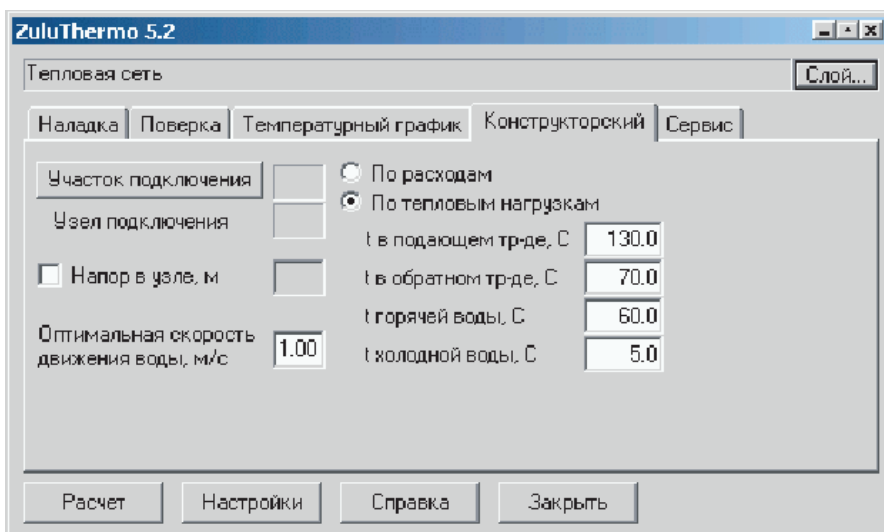 ZuluThermo 5.2
Тепловая сеть
Слой...
Наладка Поверка Температурный график Конструкторский Сервис
Участок подключения
По расходам
По тепловым нагрузкам
Узел подключения
t в подающем тр-де, С 130.0
Напор в узле, м
t в обратном тр-де, С 70.0
t горячей воды, С 60.0
Оптимальная скорость
движения воды, м/с 1.00
t холодной воды, С 5.0
Расчет Настройки Справка Закрыть